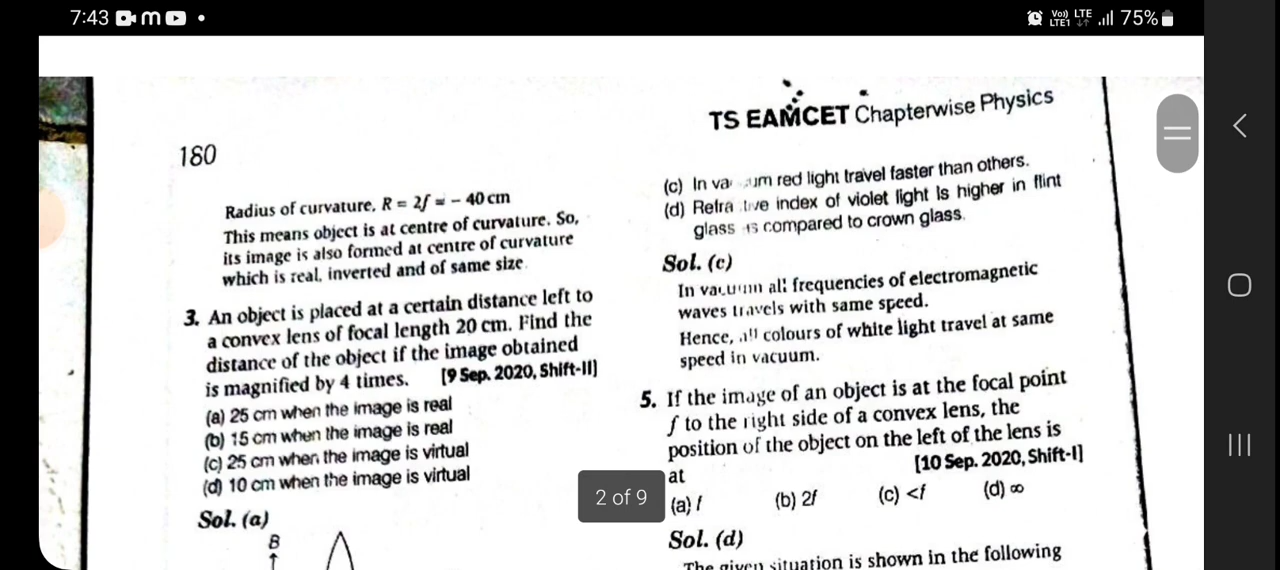 7:43
Vo)) LTE
LTE1
75%
TS EAMCET Chapterwise Physics
180
Radius of curvature, R = 2f = - 40 cm
This means object is at centre of curvature. So,
its image is also formed at centre of curvature
which is real, inverted and of same size.
3. An object is placed at a certain distance left to
a convex lens of focal length 20 cm. Find the
distance of the object if the image obtained
is magnified by 4 times. [9 Sep. 2020, Shift-II]
(a) 25 cm when the image is real
(b) 15 cm when the image is real
(c) 25 cm when the image is virtual
(d) 10 cm when the image is virtual
Sol. (a)
B
(c) In vacuum red light travel faster than others.
(d) Refractive index of violet light Is higher in flint
glass as compared to crown glass.
Sol. (c)
In vacuum all frequencies of electromagnetic
waves travels with same speed.
Hence, all colours of white light travel at same
speed in vacuum.
5. If the image of an object is at the focal point
f to the right side of a convex lens, the
position of the object on the left of the lens is
at [10 Sep. 2020, Shift-I]
(a) f (b) 2f (c) <f (d) ∞
Sol. (d)
The given situation is shown in the following
2 of 9